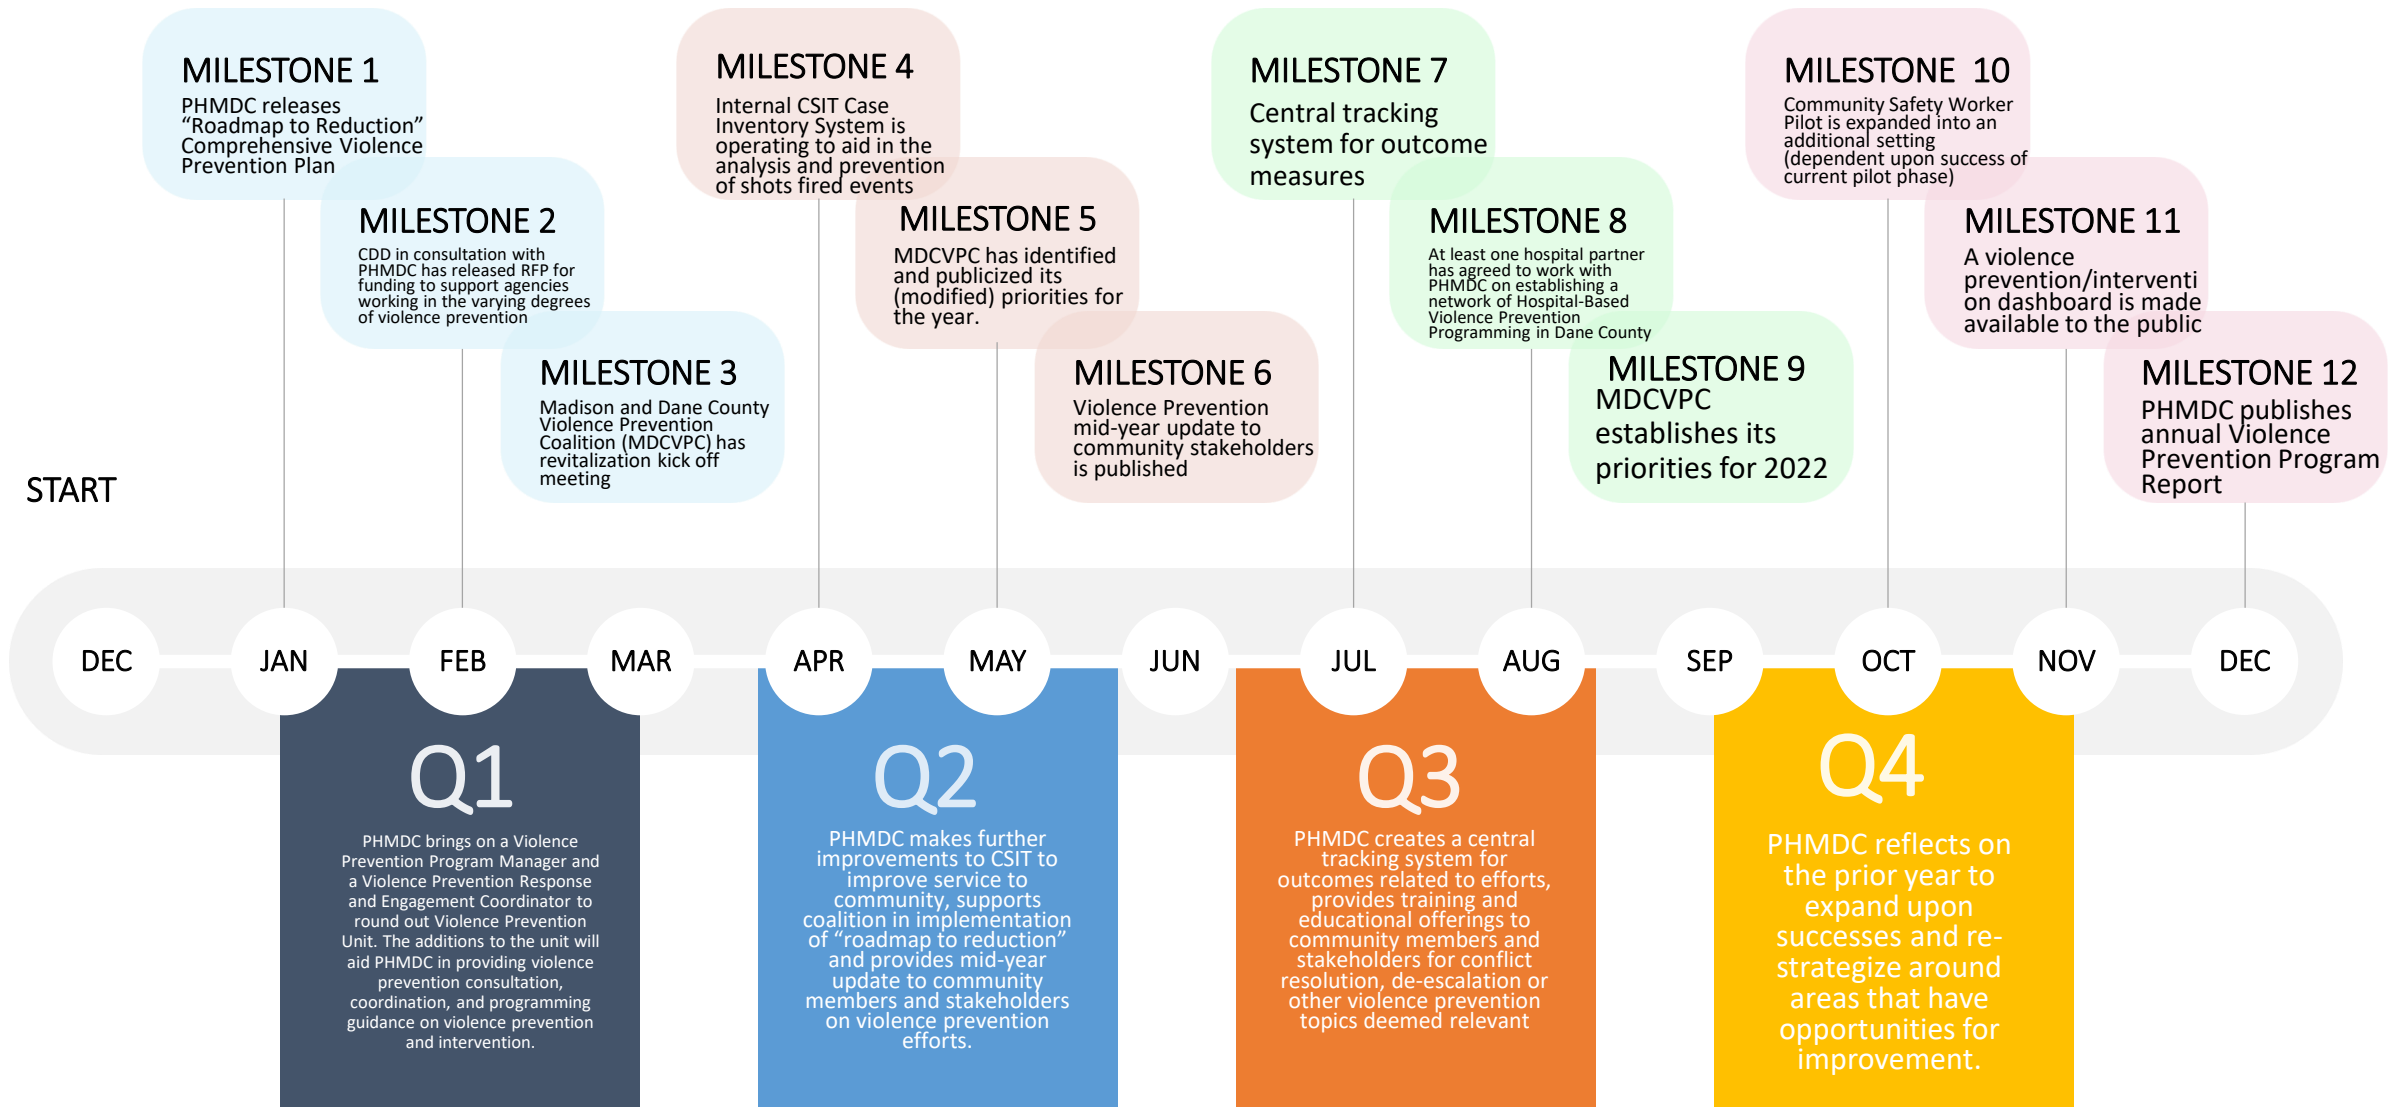 MILESTONE 1
PHMDC releases
“Roadmap to Reduction”
Comprehensive Violence
Prevention Plan
MILESTONE 2
CDD in consultation with
PHMDC has released RFP for
funding to support agencies
working in the varying degrees
of violence prevention
MILESTONE 3
Madison and Dane County
Violence Prevention
Coalition (MDCVPC) has
revitalization kick off
meeting
MILESTONE 4
Internal CSIT Case
Inventory System is
operating to aid in the
analysis and prevention
of shots fired events
MILESTONE 5
MDCVPC has identified
and publicized its
(modified) priorities for
the year.
MILESTONE 6
Violence Prevention
mid-year update to
community stakeholders
is published
MILESTONE 7
Central tracking
system for outcome
measures
MILESTONE 8
At least one hospital partner
has agreed to work with
PHMDC on establishing a
network of Hospital-Based
Violence Prevention
Programming in Dane County
MILESTONE 9
MDCVPC
establishes its
priorities for 2022
MILESTONE 10
Community Safety Worker
Pilot is expanded into an
additional setting
(dependent upon success of
current pilot phase)
MILESTONE 11
A violence
prevention/interventi
on dashboard is made
available to the public
MILESTONE 12
PHMDC publishes
annual Violence
Prevention Program
Report
START
DEC
JAN
FEB
MAR
APR
MAY
JUN
JUL
AUG
SEP
OCT
NOV
DEC
Q1
PHMDC brings on a Violence
Prevention Program Manager and
a Violence Prevention Response
and Engagement Coordinator to
round out Violence Prevention
Unit. The additions to the unit will
aid PHMDC in providing violence
prevention consultation,
coordination, and programming
guidance on violence prevention
and intervention.
Q2
PHMDC makes further
improvements to CSIT to
improve service to
community, supports
coalition in implementation
of “roadmap to reduction”
and provides mid-year
update to community
members and stakeholders
on violence prevention
efforts.
Q3
PHMDC creates a central
tracking system for
outcomes related to efforts,
provides training and
educational offerings to
community members and
stakeholders for conflict
resolution, de-escalation or
other violence prevention
topics deemed relevant
Q4
PHMDC reflects on
the prior year to
expand upon
successes and re-
strategize around
areas that have
opportunities for
improvement.